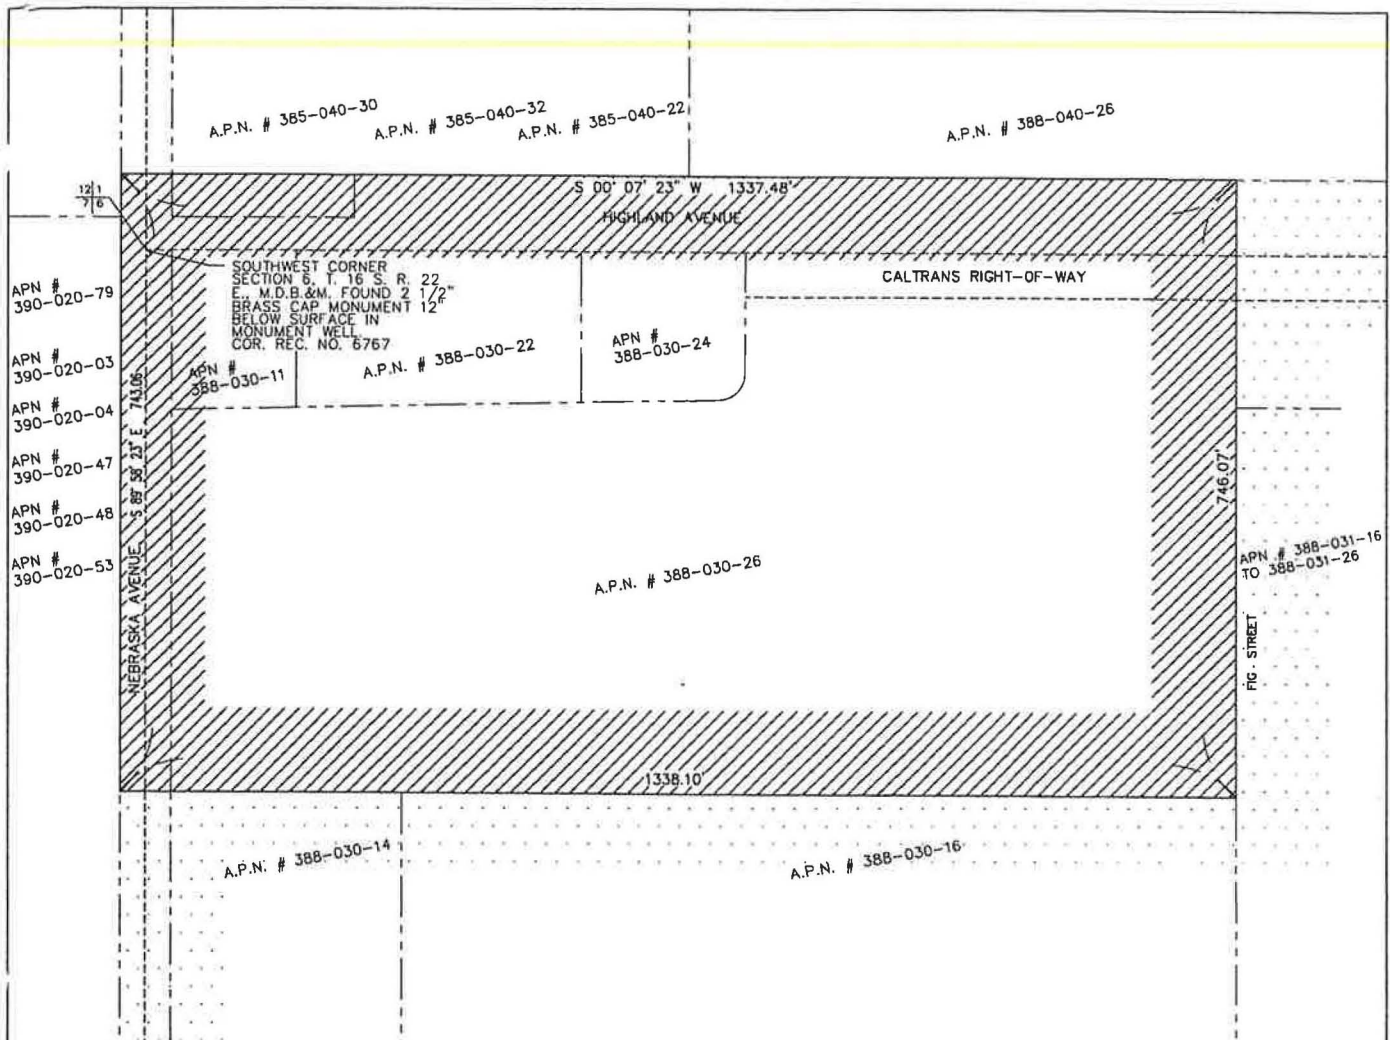 A.P.N. # 385-040-30
A.P.N. # 385-040-32
A.P.N. # 385-040-22
A.P.N. # 388-040-26
12 1
7 6
S 00° 07' 23" W 1337.48'
HIGHLAND AVENUE
SOUTHWEST CORNER
SECTION 6, T. 16 S. R. 22
E., M.D.B.&M. FOUND 2 1/2"
BRASS CAP MONUMENT 12"
BELOW SURFACE IN
MONUMENT WELL.
COR. REC. NO. 6767
CALTRANS RIGHT-OF-WAY
APN #
390-020-79
APN #
390-020-03
APN #
390-020-04
APN #
390-020-47
APN #
390-020-48
APN #
390-020-53
APN #
388-030-11
A.P.N. # 388-030-22
APN #
388-030-24
NEBRASKA AVENUE S 89° 58' 23" E 743.06'
A.P.N. # 388-030-26
746.07'
APN # 388-031-16
TO 388-031-26
FIG STREET
1338.10'
A.P.N. # 388-030-14
A.P.N. # 388-030-16